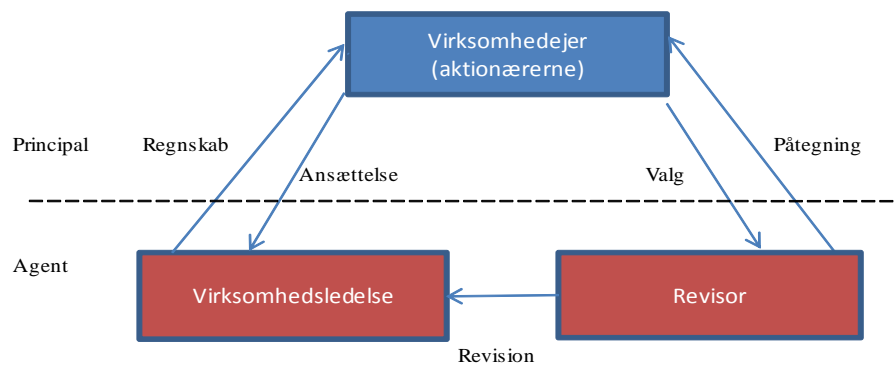 Virksomhedejer
(aktionærerne)
Principal
Regnskab
Påtegning
Ansættelse
Valg
Agent
Virksomhedsledelse
Revisor
Revision